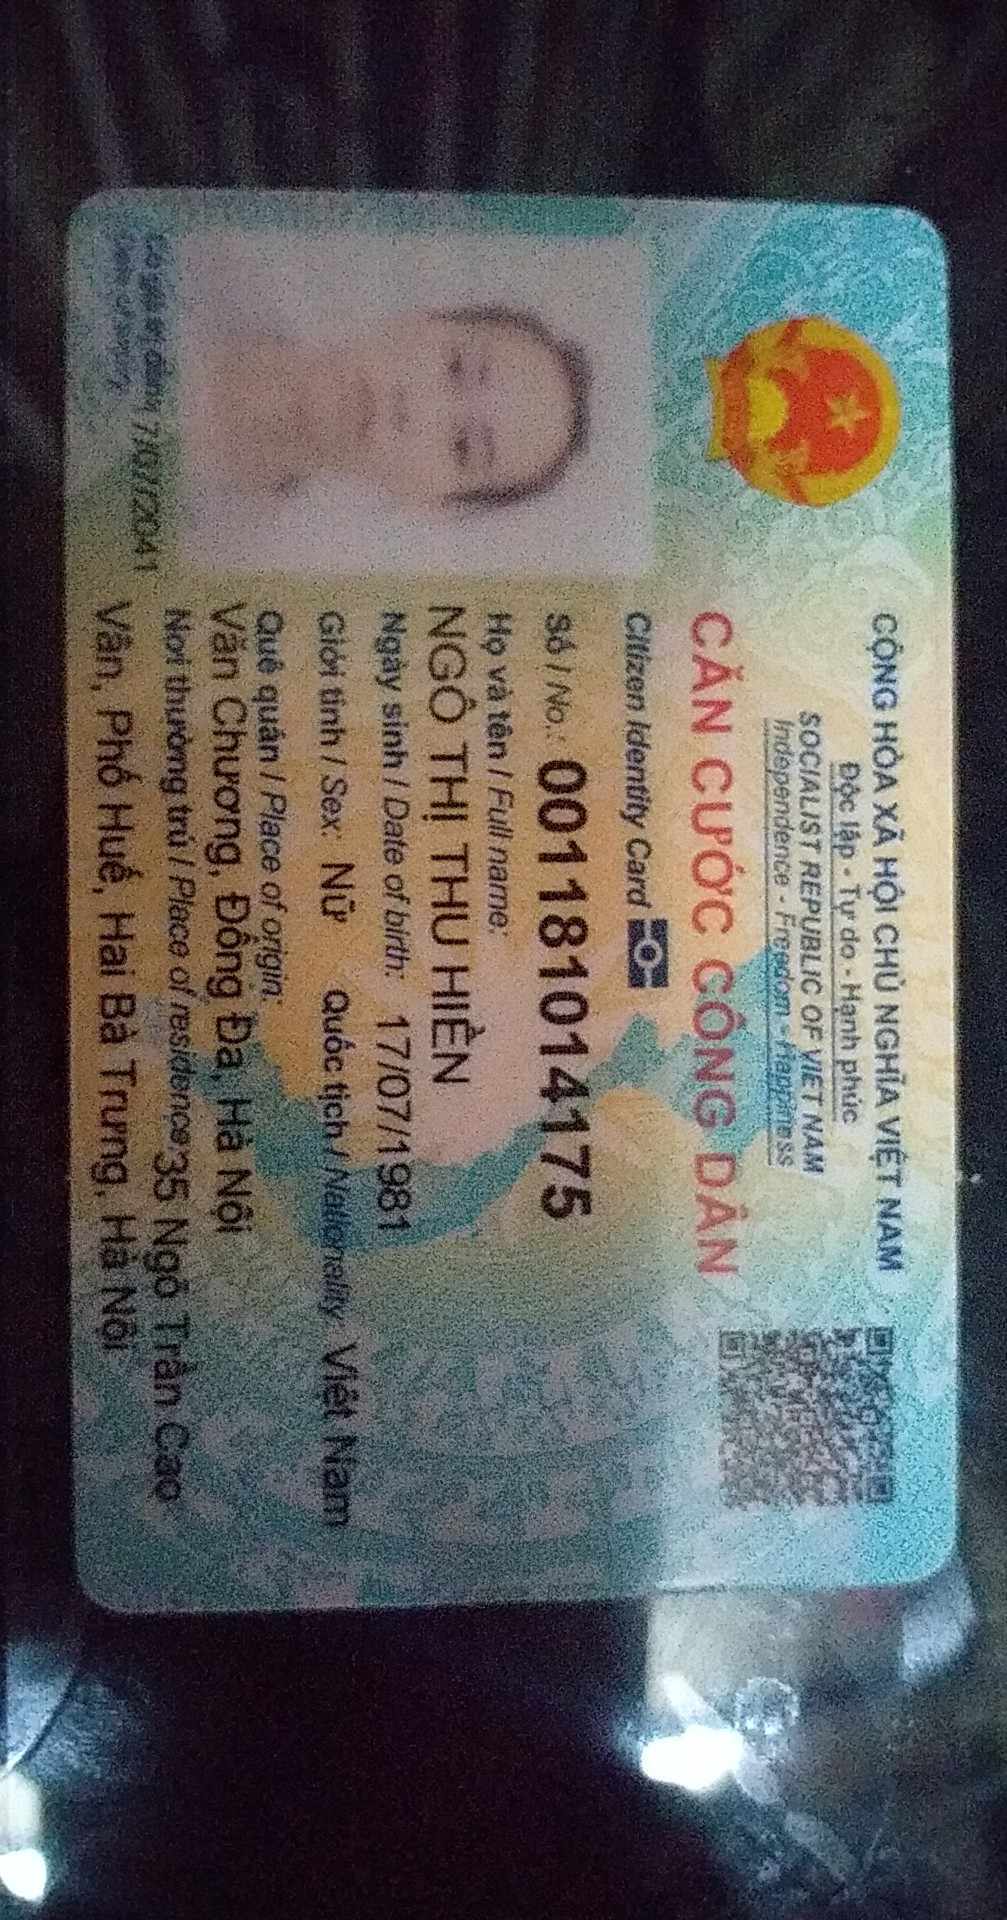 CỘNG HÒA XÃ HỘI CHỦ NGHĨA VIỆT NAM
Độc lập - Tự do - Hạnh phúc
SOCIALIST REPUBLIC OF VIET NAM
Independence - Freedom - Happiness
CĂN CƯỚC CÔNG DÂN
Citizen Identity Card
Số / No.: 001181014175
Họ và tên / Full name:
NGÔ THỊ THU HIỀN
Ngày sinh / Date of birth: 17/07/1981
Giới tính / Sex: Nữ Quốc tịch / Nationality: Việt Nam
Quê quán / Place of origin:
Văn Chương, Đống Đa, Hà Nội
Nơi thường trú / Place of residence: 35 Ngõ Trần Cao
Vân, Phố Huế, Hai Bà Trưng, Hà Nội